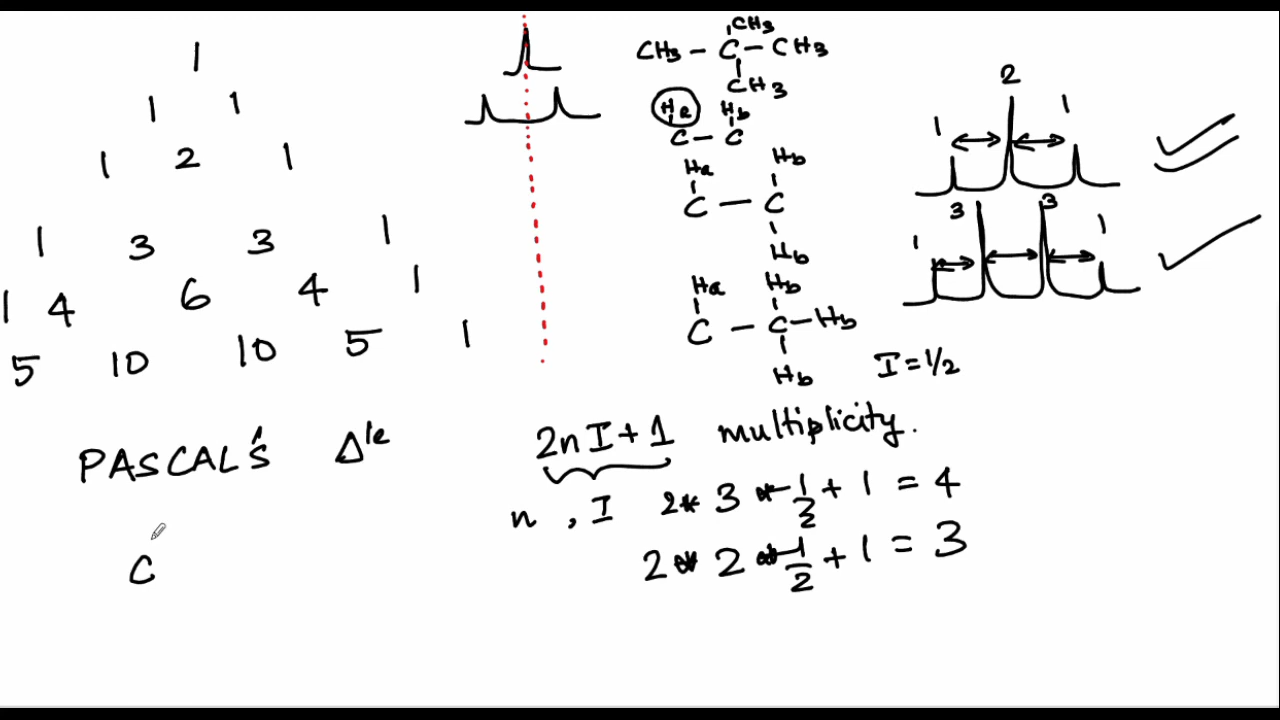 1
1 1
1 2 1
1 3 3 1
1 4 6 4 1
5 10 10 5 1
PASCAL'S Δle
C
CH3
CH3 – C – CH3
CH3
Ha Hb
C – C
Ha Hb
C – C
Hb
Ha Hb
C – C – Hb
Hb
1 2 1
1 3 3 1
I = 1/2
2nI + 1 multiplicity.
n , I 2 * 3 * 1/2 + 1 = 4
2 * 2 * 1/2 + 1 = 3